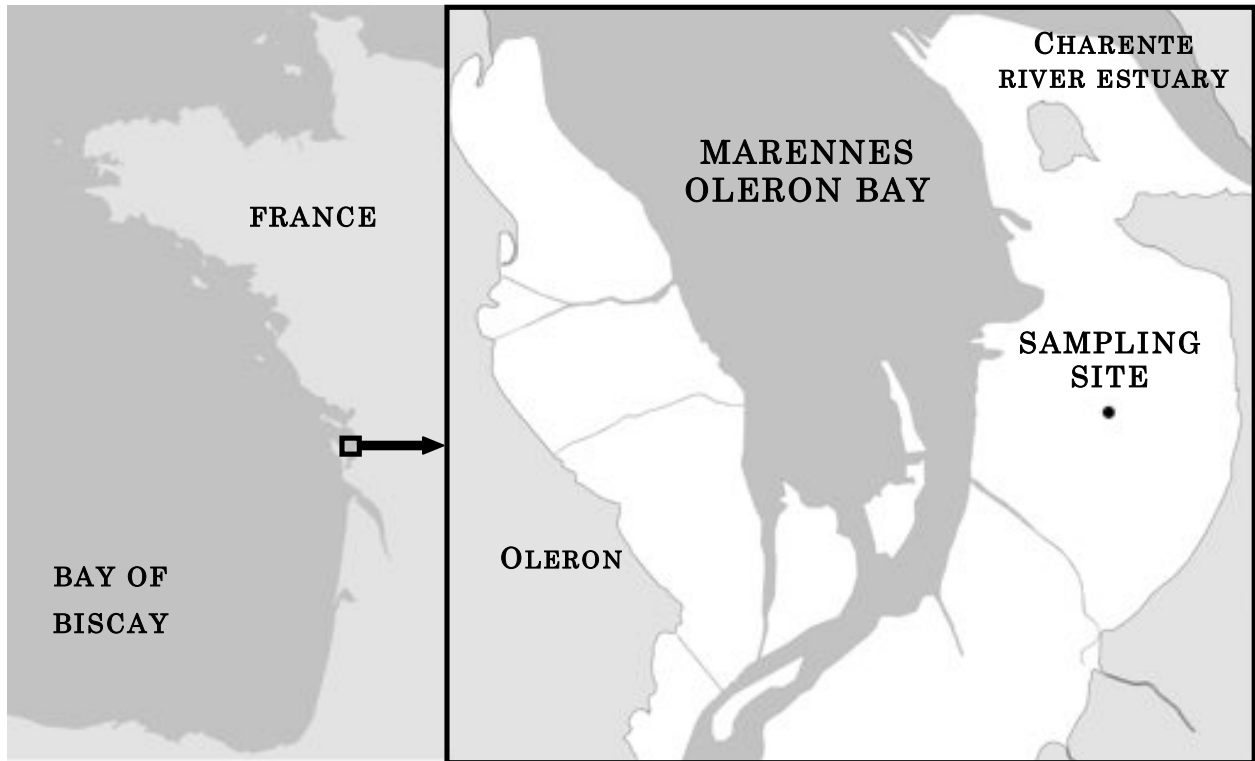 FRANCE
BAY OF
BISCAY
CHARENTE
RIVER ESTUARY
MARENNES
OLERON BAY
SAMPLING
SITE
OLERON